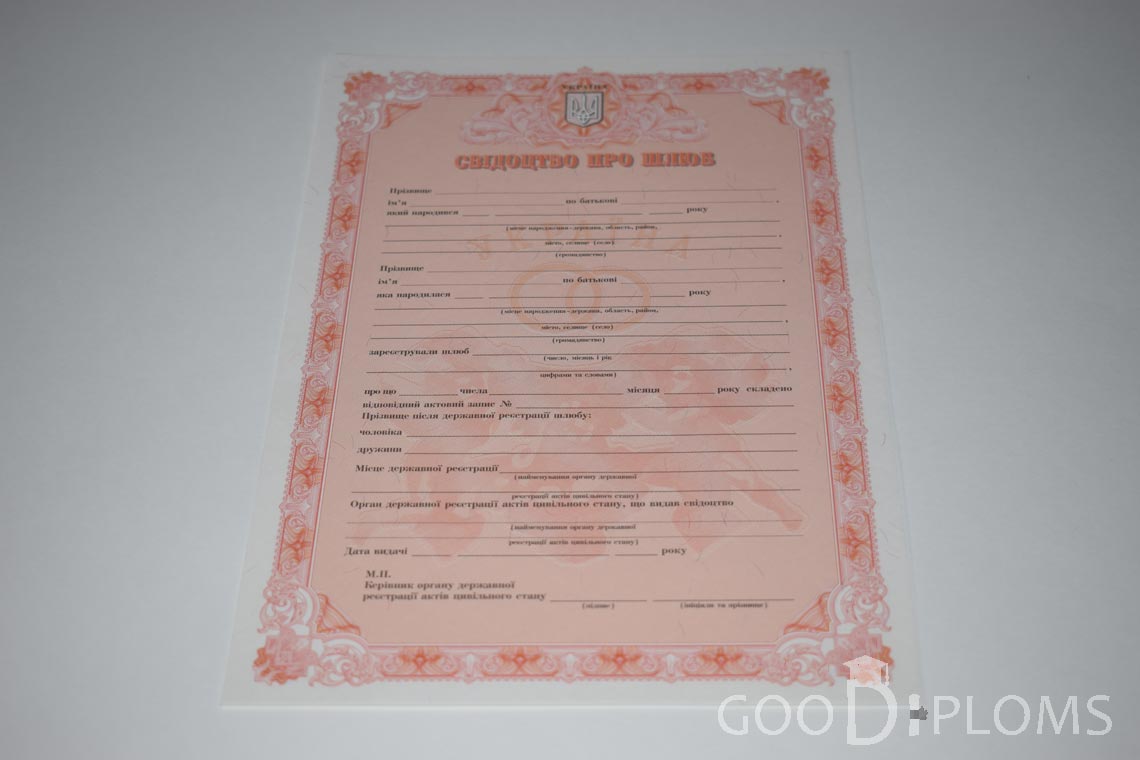 УКРАЇНА
СВІДОЦТВО ПРО ШЛЮБ
Прізвище
ім’я по батькові ,
який народився року
(місце народження-держава, область, район,
місто, селище (село) ,
(громадянство)
УКРАЇНА
Прізвище
ім’я по батькові ,
яка народилася року
(місце народження-держава, область, район,
місто, селище (село) ,
(громадянство)
зареєстрували шлюб
(число, місяць і рік
цифрами та словами) ,
про що числа місяця року складено
відповідний актовий запис №
Прізвище після державної реєстрації шлюбу:
чоловіка
дружини
Місце державної реєстрації
(найменування органу державної
реєстрації актів цивільного стану)
Орган державної реєстрації актів цивільного стану, що видав свідоцтво
(найменування органу державної
реєстрації актів цивільного стану)
Дата видачі року
М.П.
Керівник органу державної
реєстрації актів цивільного стану
(підпис) (ініціали та прізвище)
GOODIPLOMS